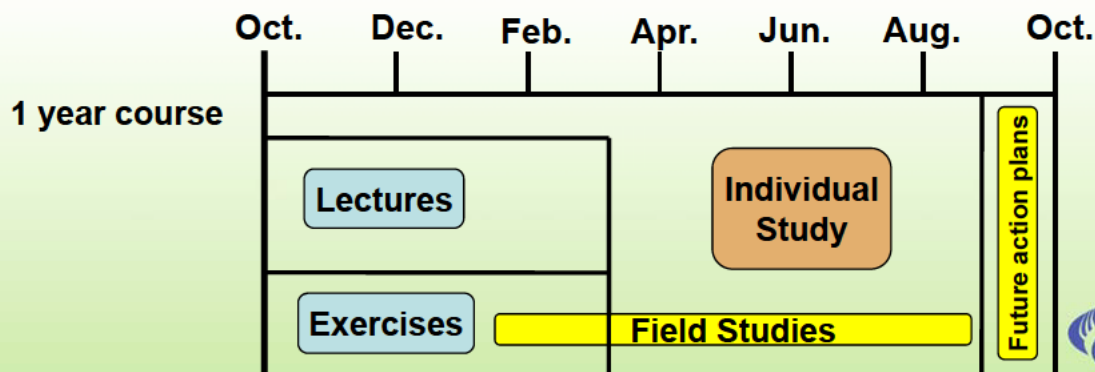 Oct. Dec. Feb. Apr. Jun. Aug. Oct.
1 year course
Lectures
Individual
Study
Exercises
Field Studies
Future action plans